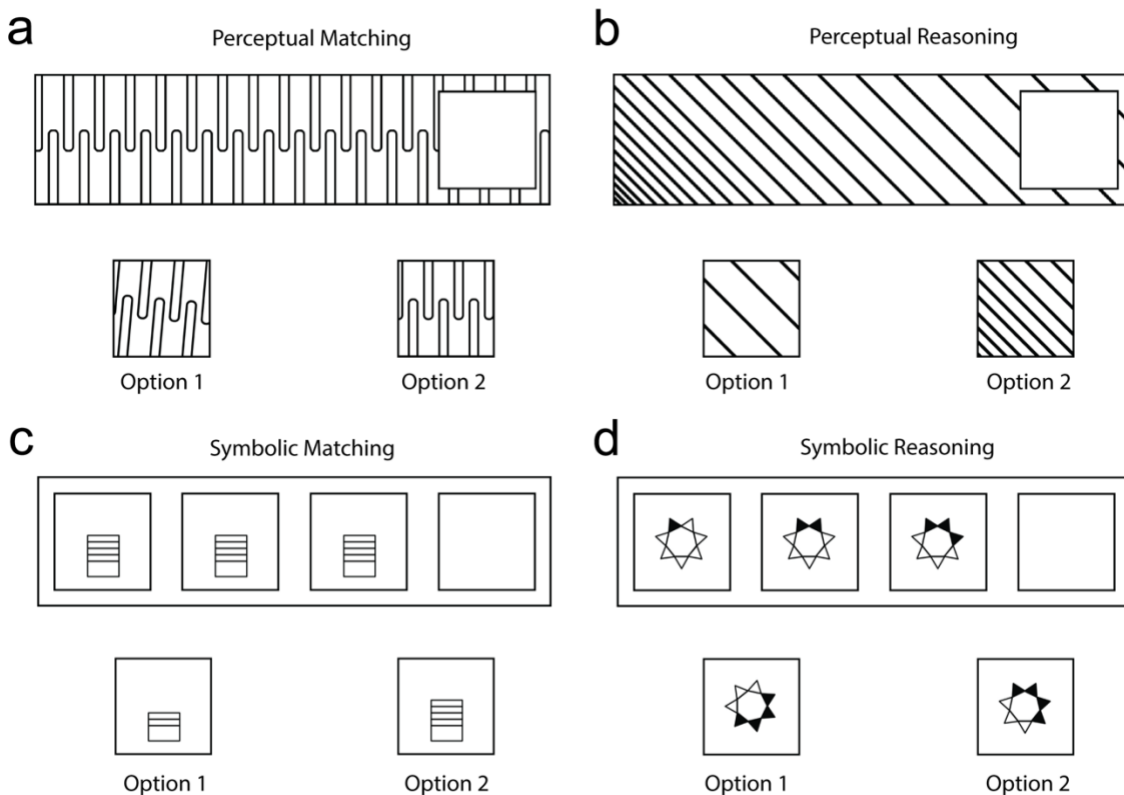 a
Perceptual Matching
Option 1
Option 2
b
Perceptual Reasoning
Option 1
Option 2
c
Symbolic Matching
Option 1
Option 2
d
Symbolic Reasoning
Option 1
Option 2